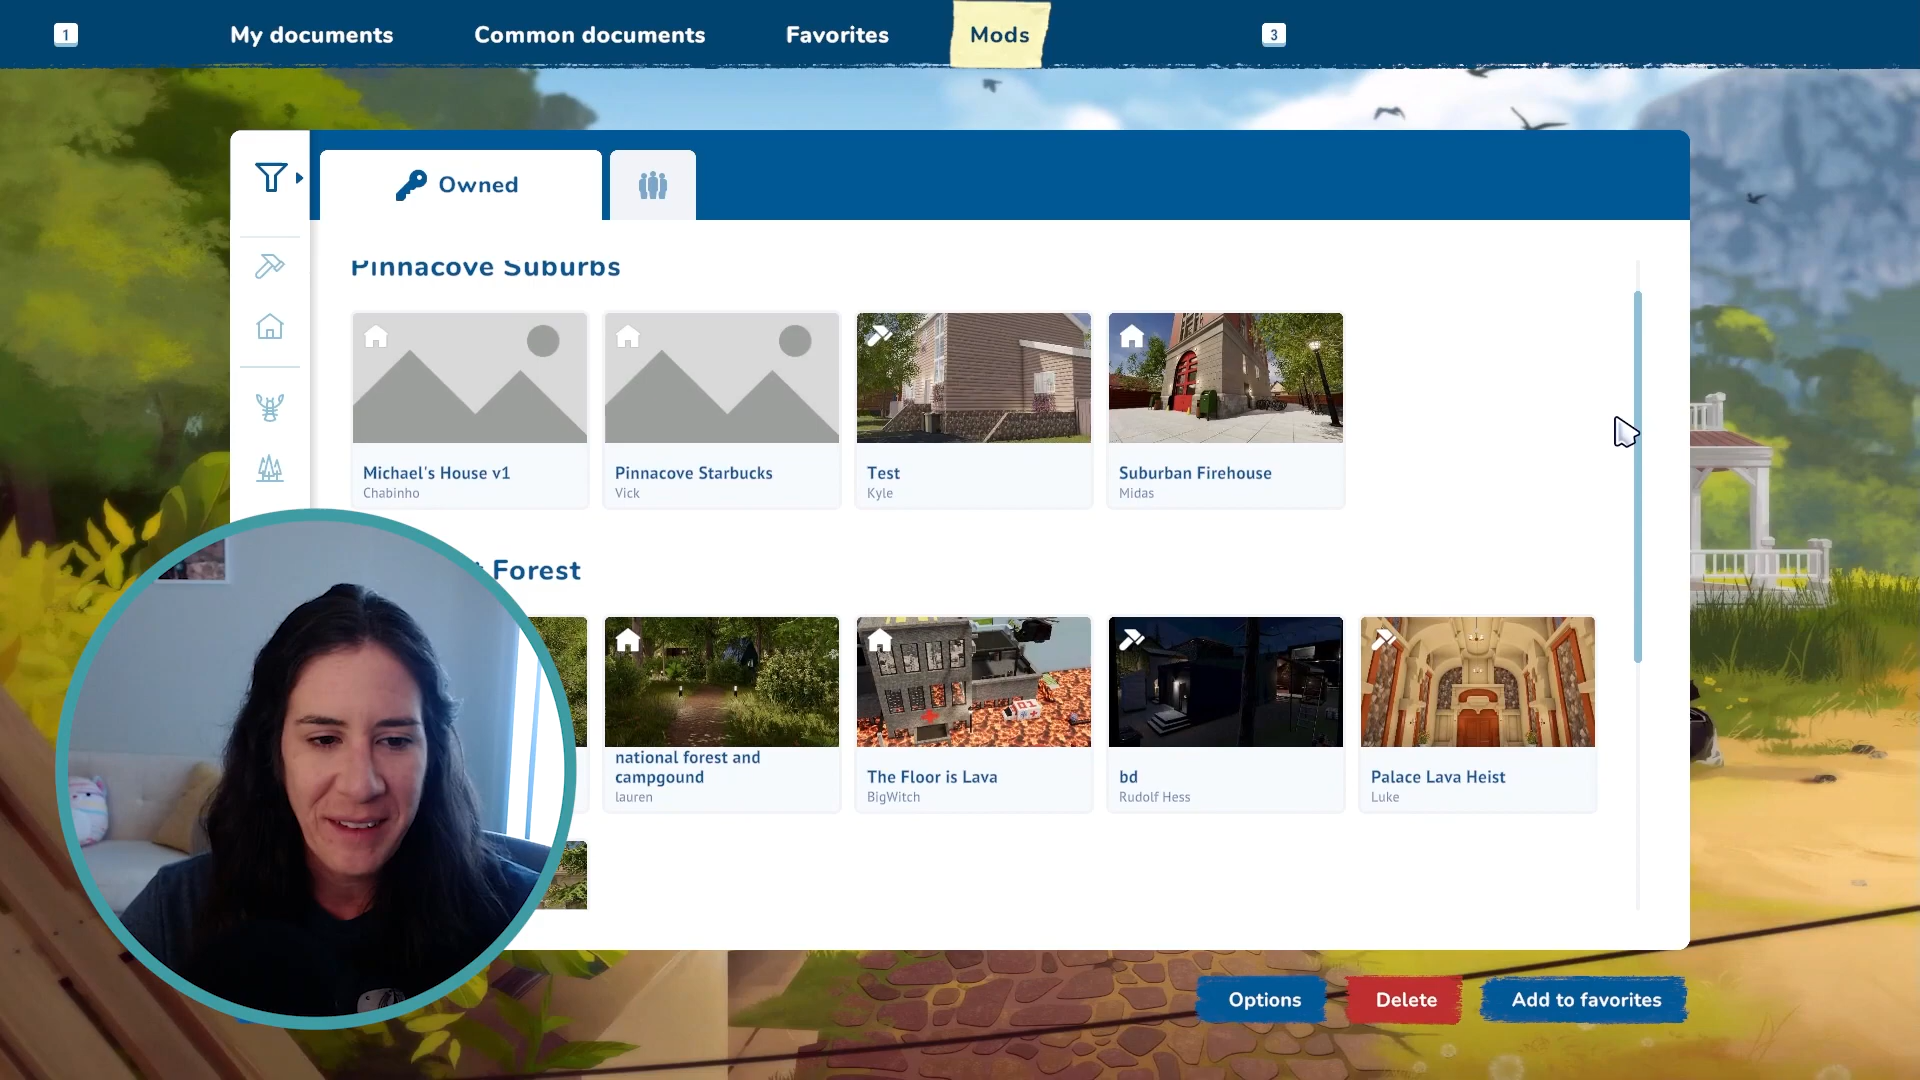 1
My documents
Common documents
Favorites
Mods
3
Owned
Pinnacove Suburbs
Michael's House v1
Chabinho
Pinnacove Starbucks
Vick
Test
Kyle
Suburban Firehouse
Midas
Forest
national forest and
campgound
lauren
The Floor is Lava
BigWitch
bd
Rudolf Hess
Palace Lava Heist
Luke
Options
Delete
Add to favorites